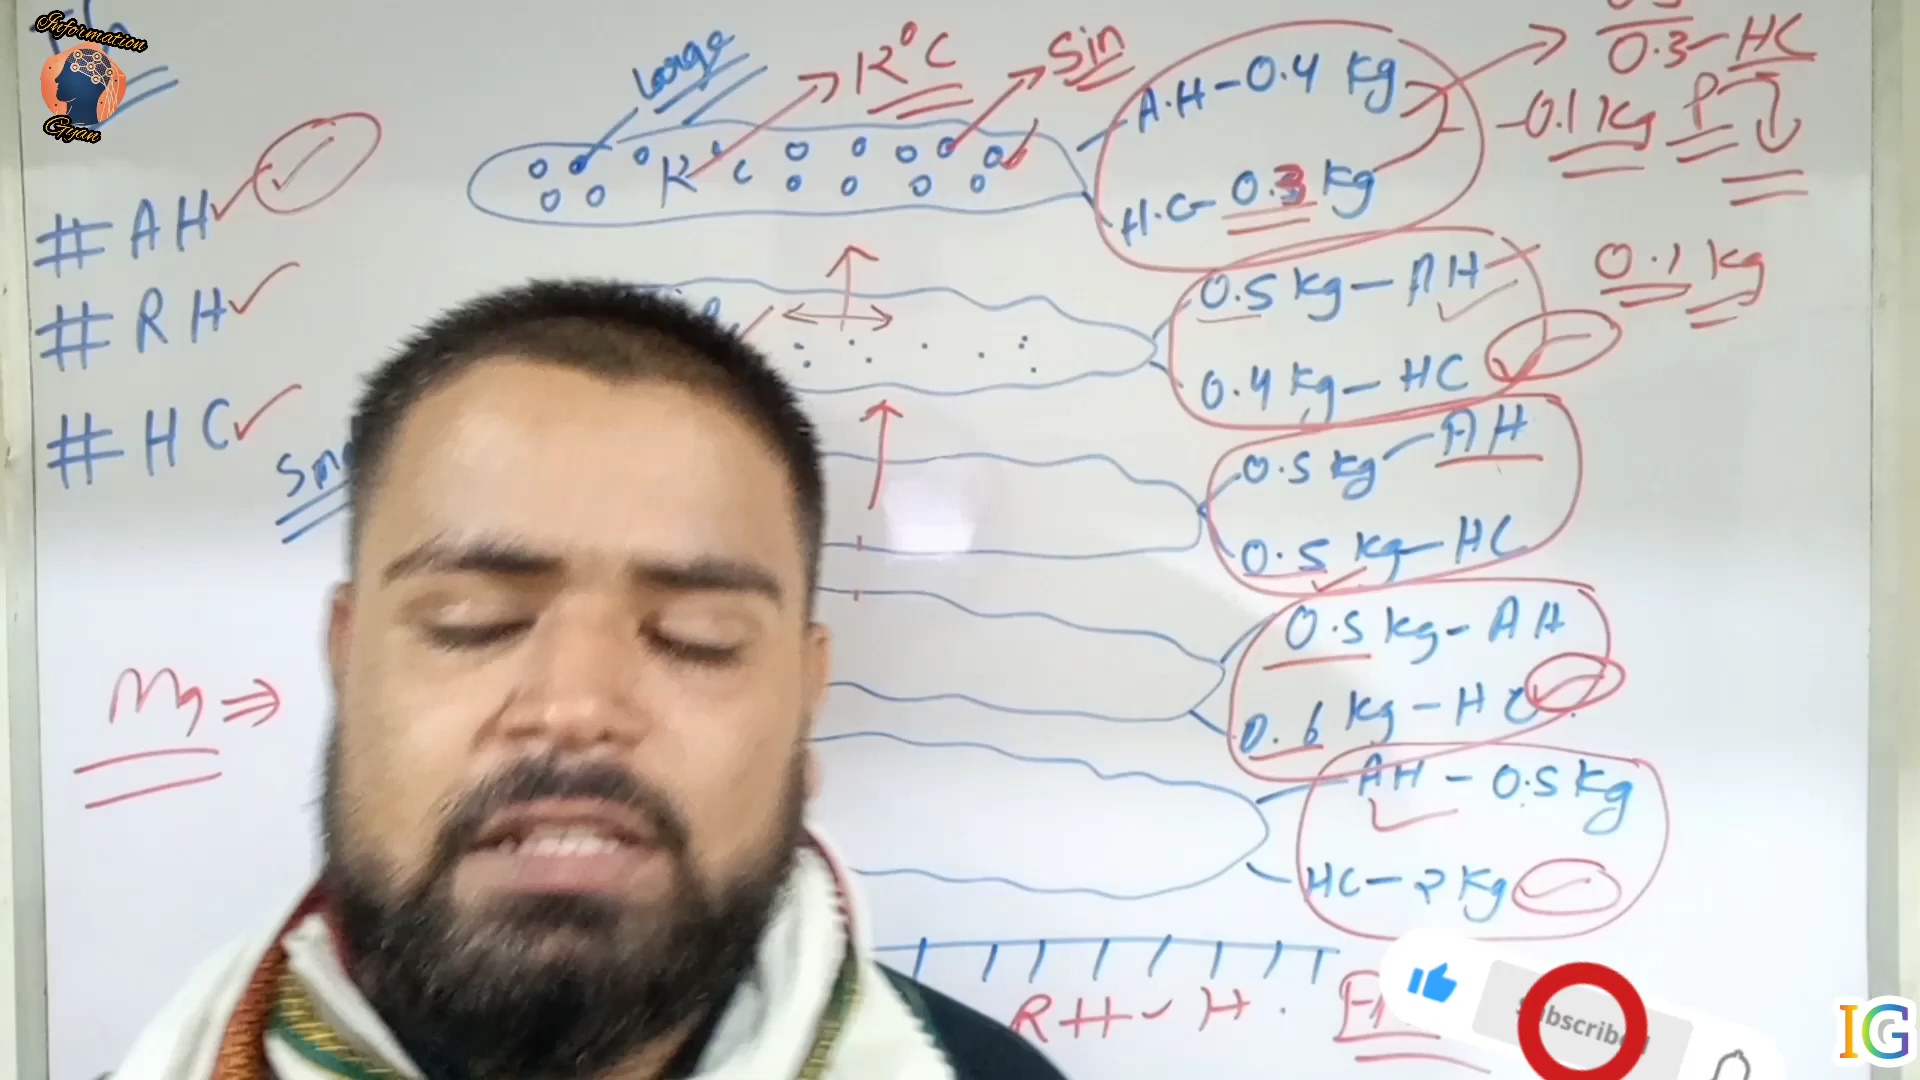 Information
Gyan
# AH
# RH
# HC
Large
R°C
Sin
R°C
A.H-0.4 Kg
H.C-0.3 Kg
0.3-HC
-0.1 Kg
0.5 Kg-AH
0.4 Kg-HC
0.1 Kg
0.5 Kg-AH
0.5 Kg-HC
0.5 Kg-AH
0.6 Kg-HC
AH-0.5 Kg
HC-2 Kg
RH-H.
Subscribe
IG